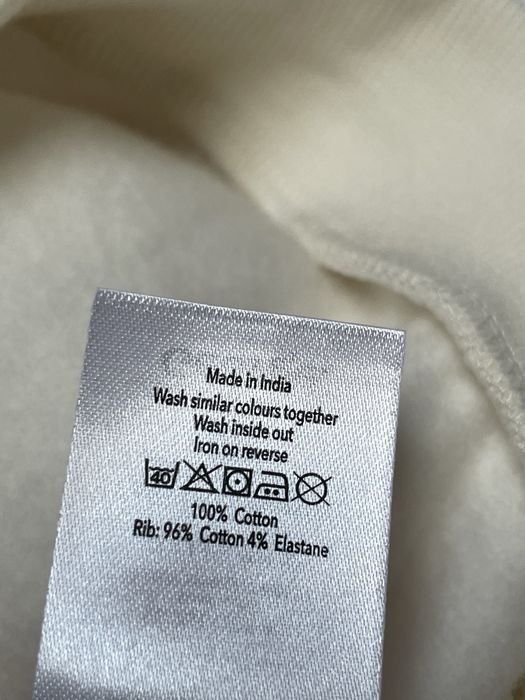 Made in India
Wash similar colours together
Wash inside out
Iron on reverse
40
100% Cotton
Rib: 96% Cotton 4% Elastane